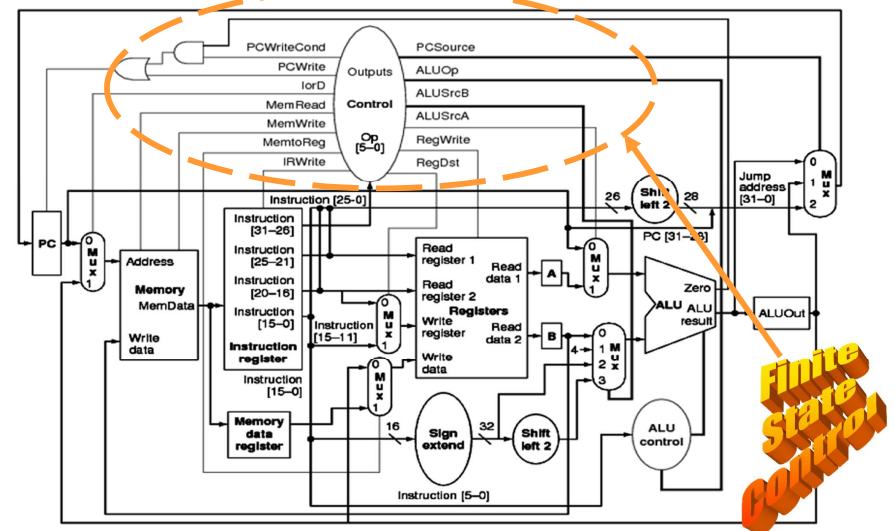 PCWriteCond
PCWrite
IorD
MemRead
MemWrite
MemtoReg
IRWrite
Outputs
Control
Op
[5–0]
PCSource
ALUOp
ALUSrcB
ALUSrcA
RegWrite
RegDst
Instruction [25-0]
26
Shift
left 2
28
Jump
address
[31–0]
0
1
2
Mux
PC [31–28]
PC
0
Mux
1
Address
Memory
MemData
Write
data
Instruction
[31–26]
Instruction
[25–21]
Instruction
[20–16]
Instruction
[15–0]
Instruction
register
Instruction
[15–11]
Instruction
[15–0]
0
Mux
1
0
Mux
1
Memory
data
register
Read
register 1
Read
register 2
Registers
Write
register
Write
data
Read
data 1
Read
data 2
A
B
0
Mux
1
4
0
1
2
3
Mux
Zero
ALU
ALU
result
ALUOut
16
Sign
extend
32
Shift
left 2
ALU
control
Instruction [5–0]
Finite
State
Control